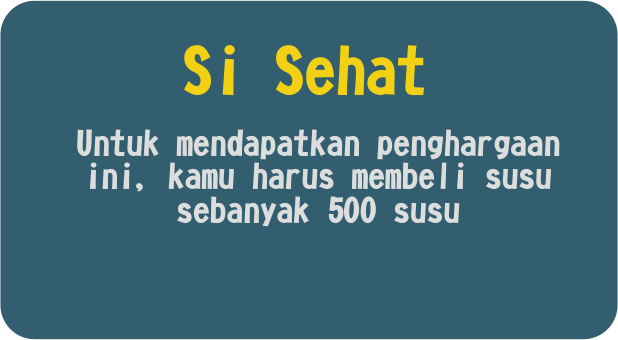 Si Sehat
Untuk mendapatkan penghargaan
ini, kamu harus membeli susu
sebanyak 500 susu